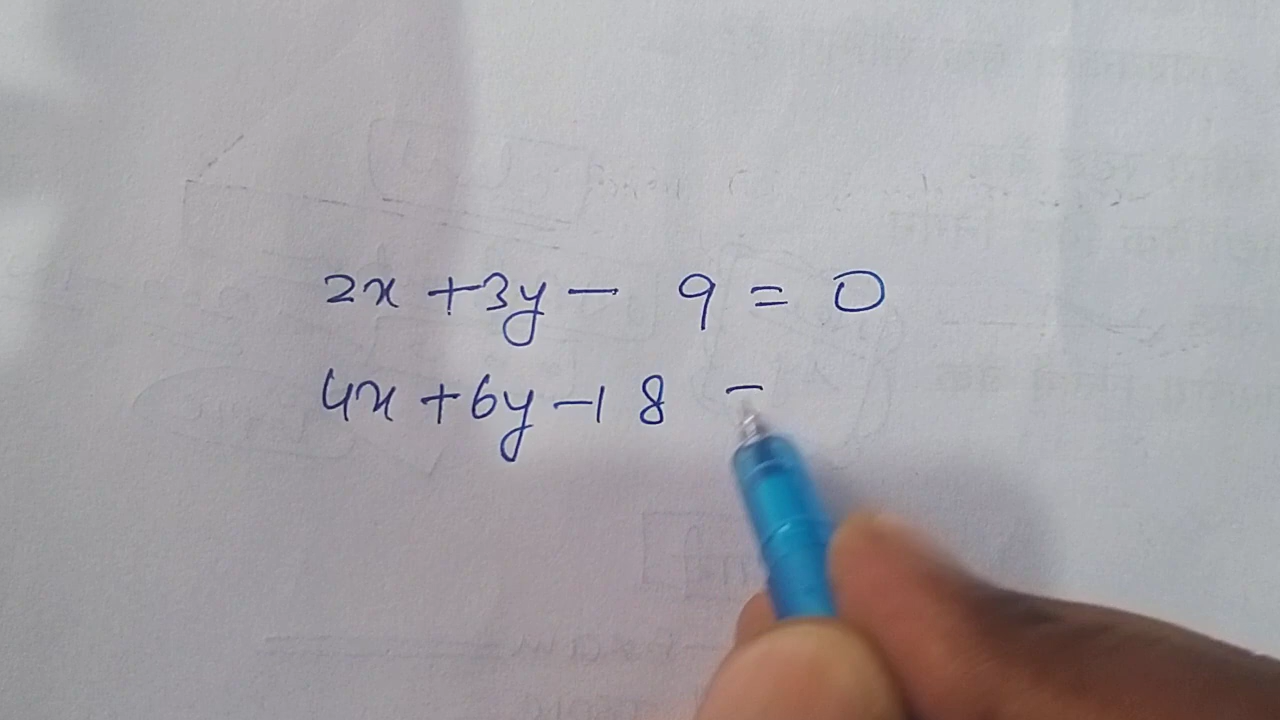 2x + 3y - 9 = 0
4x + 6y - 18 =